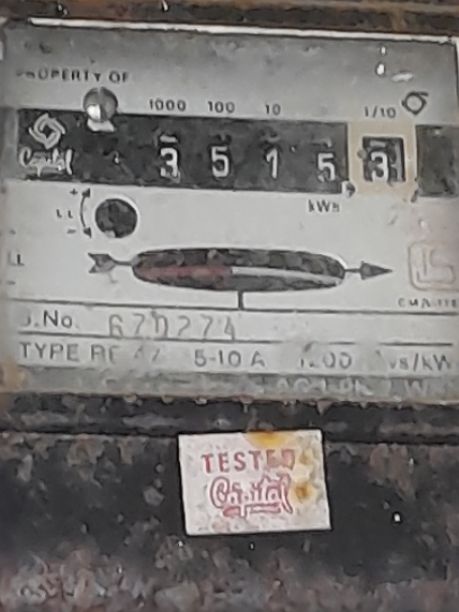 PROPERTY OF
1000 100 10 1/10
Capital 3 5 1 5 3
kWh
LL
S.No. 670274
TYPE 5-10 A
TESTED
Capital